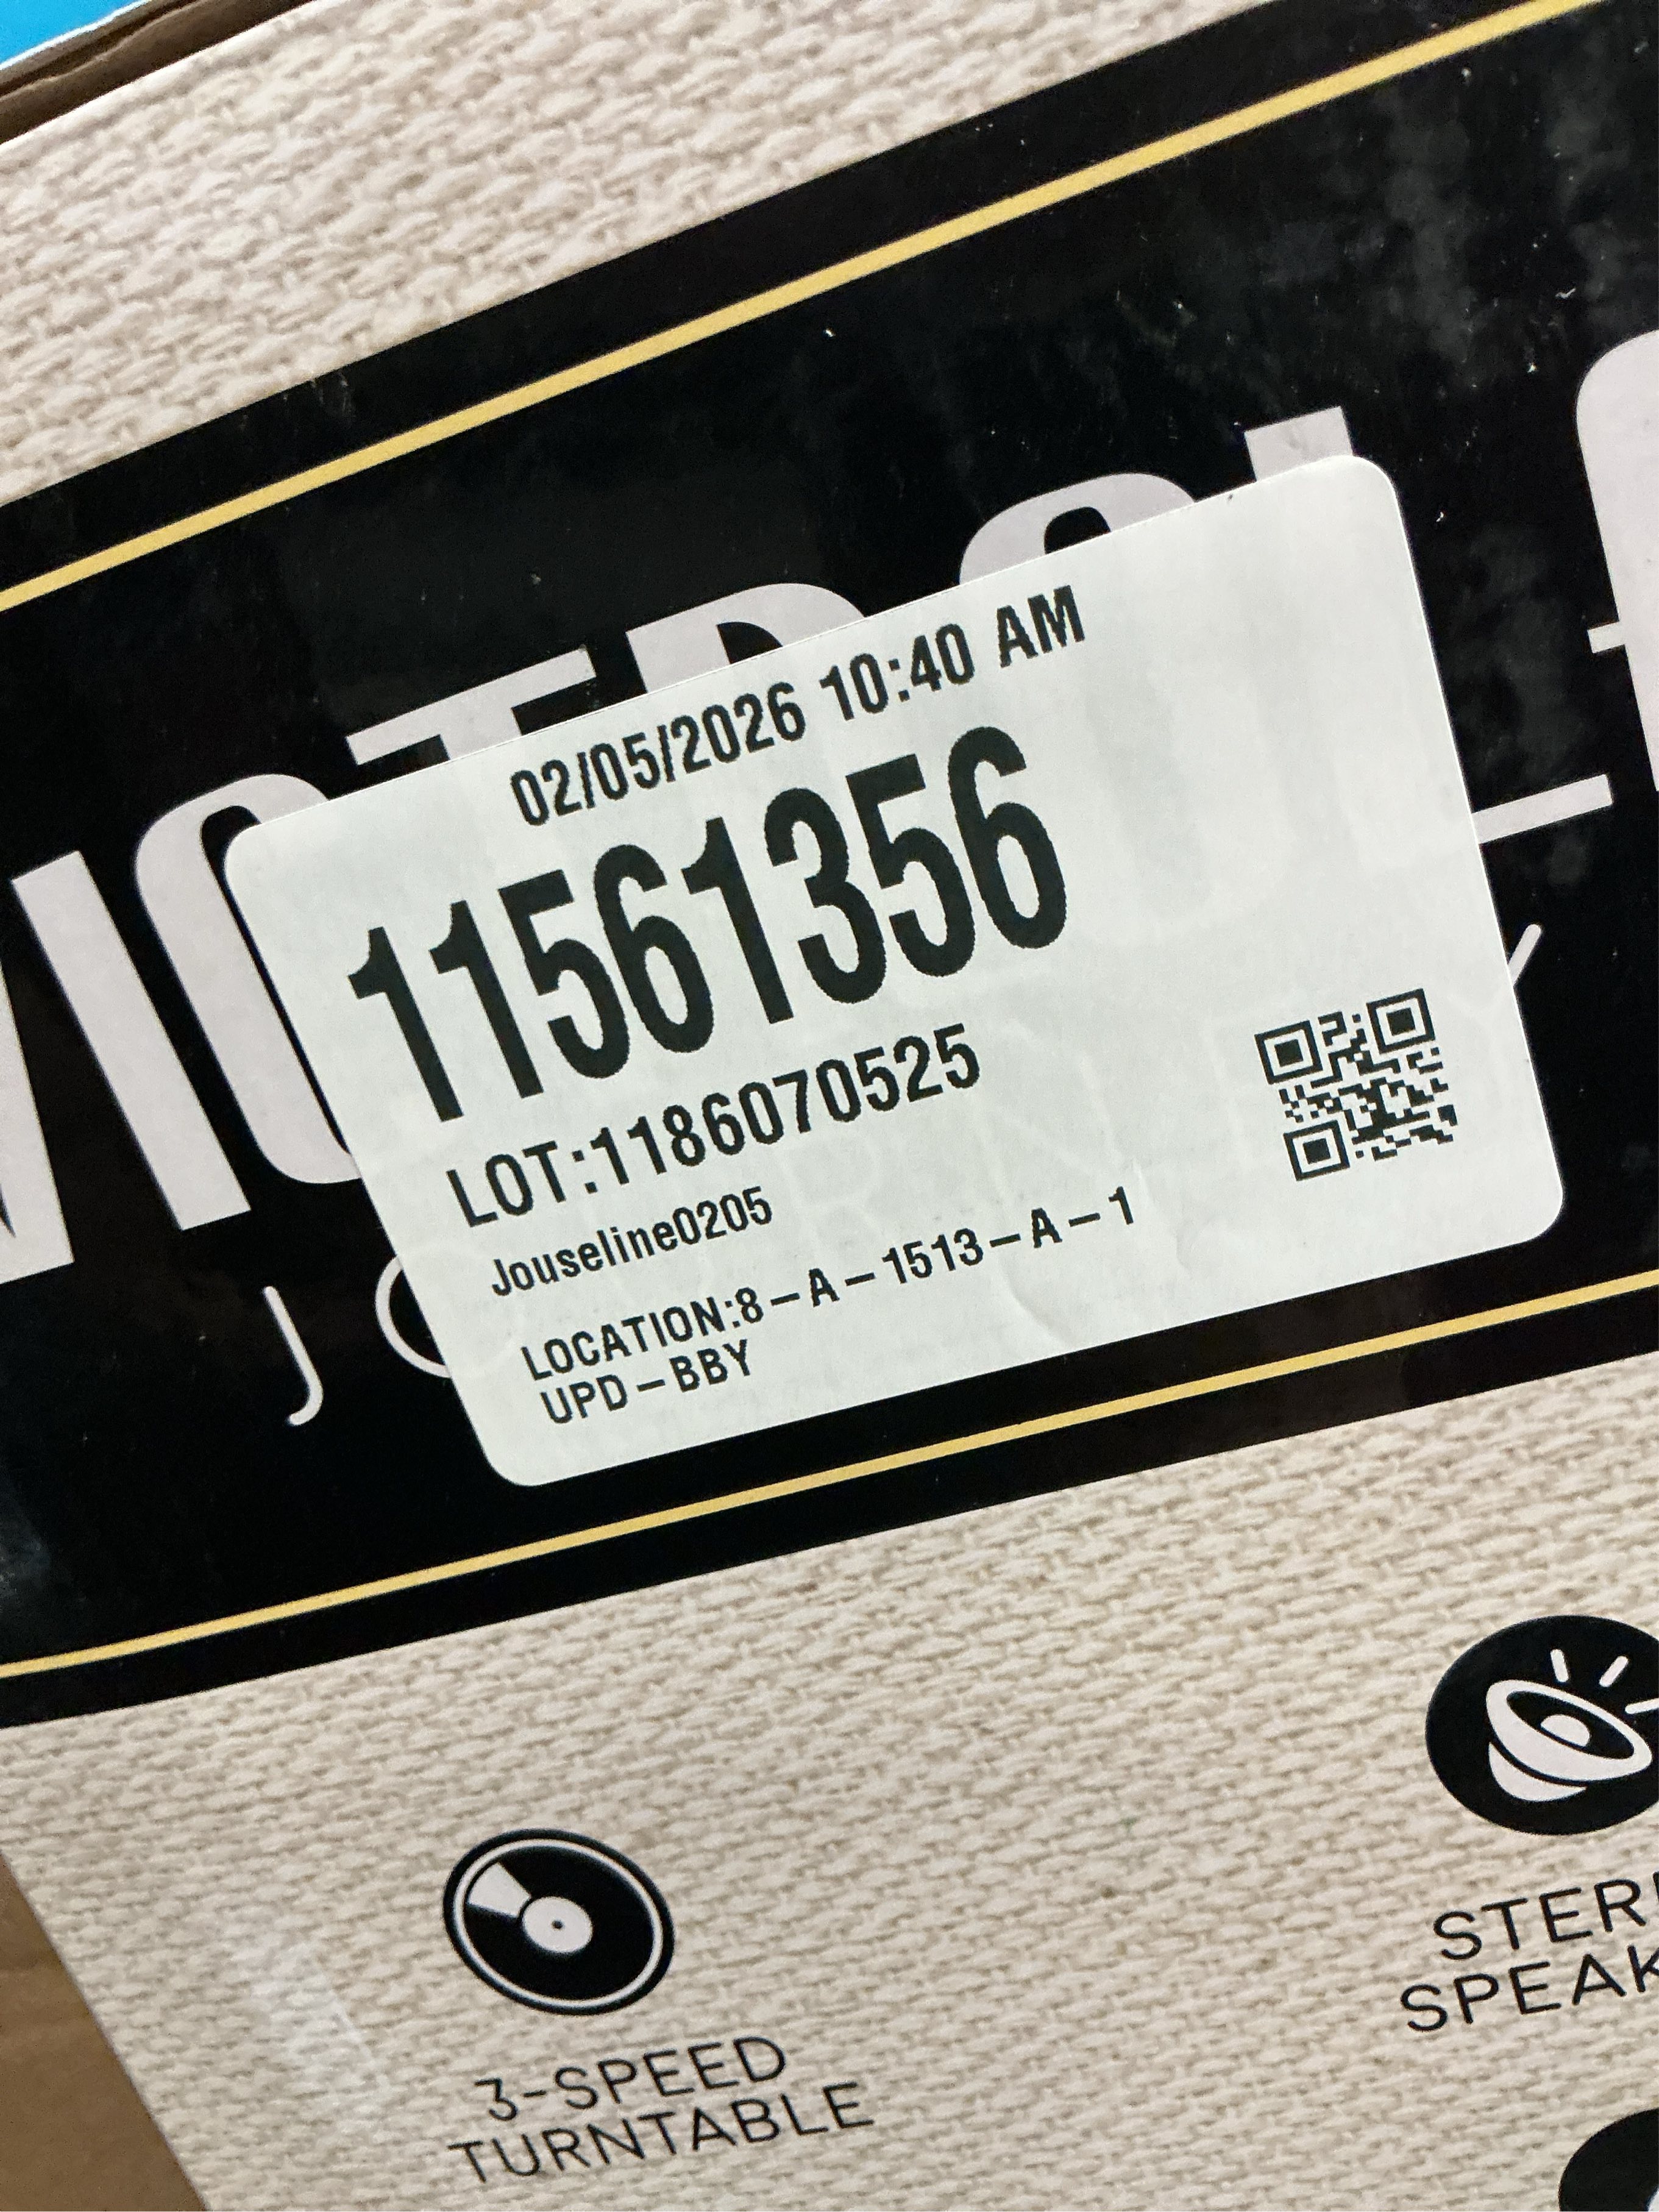 02/05/2026 10:40 AM
11561356
LOT:1186070525
Jouseline0205
LOCATION:8-A-1513-A-1
UPD-BBY
3-SPEED
TURNTABLE